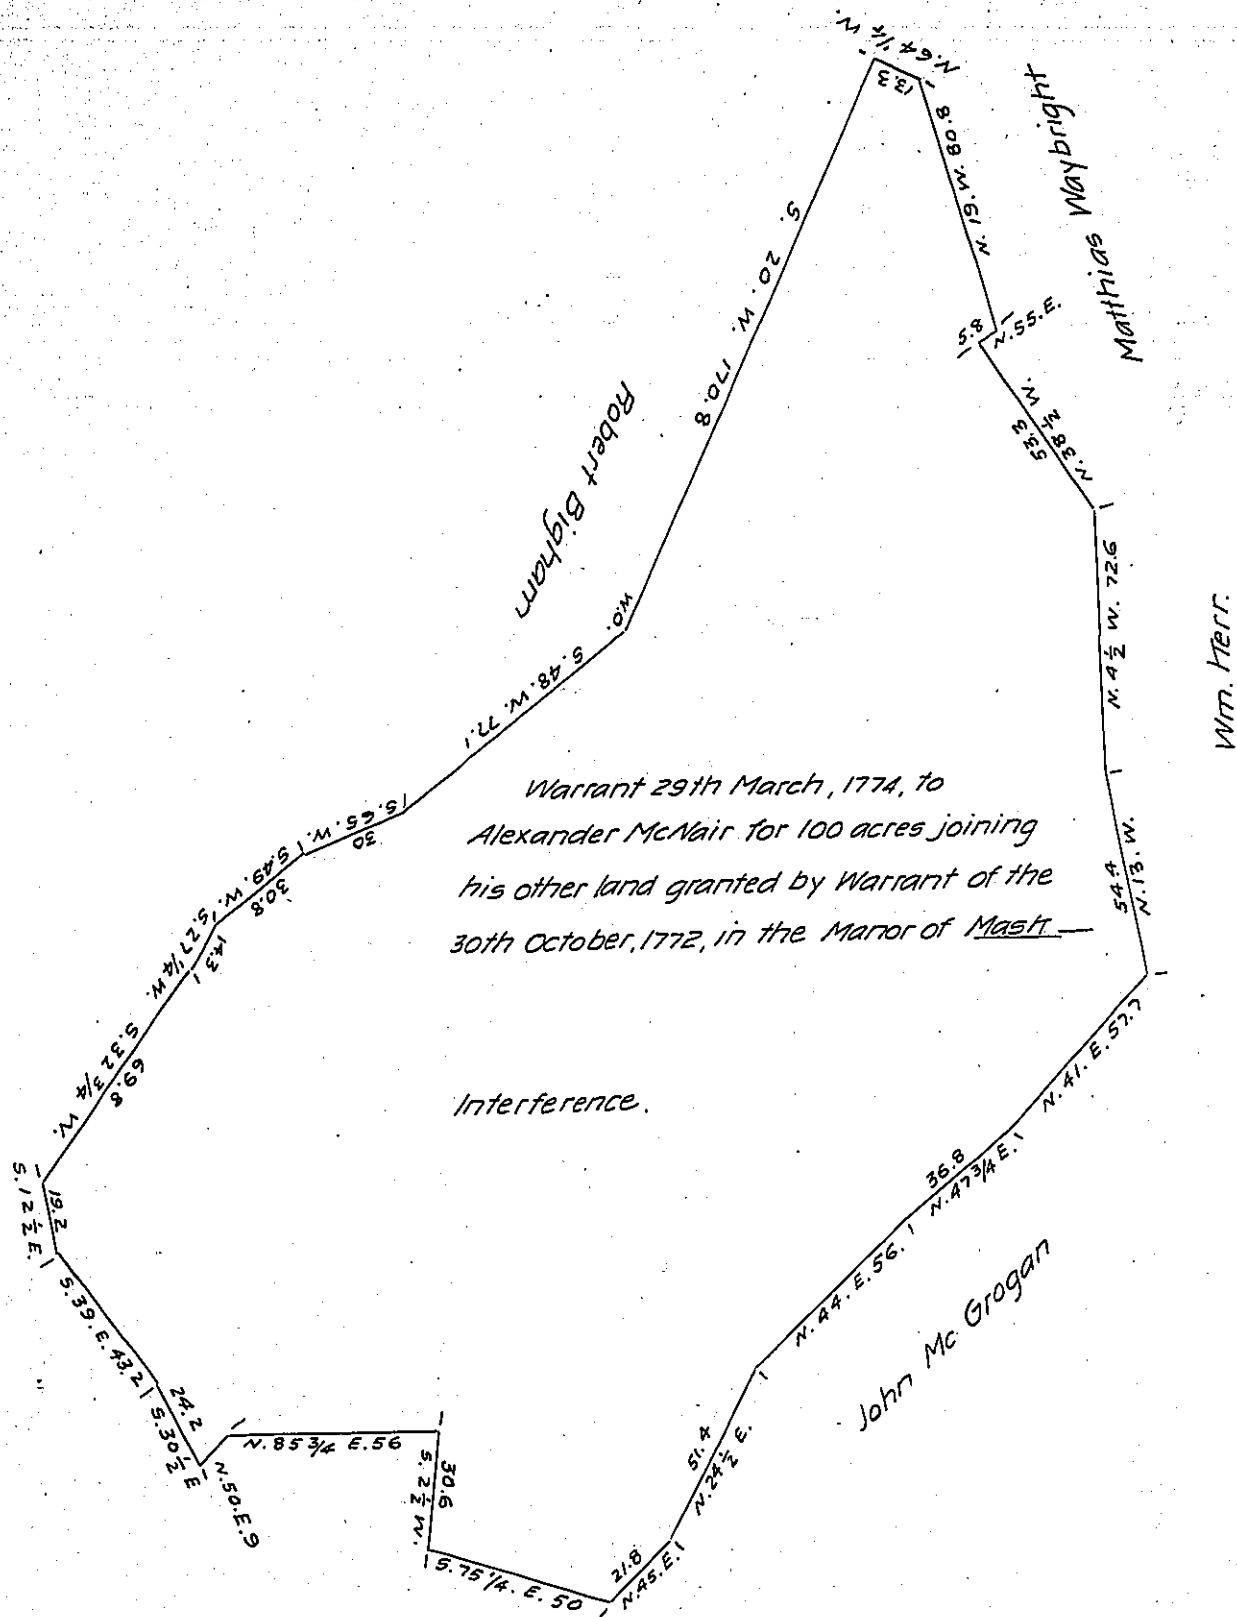 N.64 1/4 W.
13.3
N.19.W. 80.8
Matthias Waybright
S. 20. W. 170.8
5.8
N.55.E.
N.38 1/2 W.
53.3
Robert Bigham
W.O.
N. 4 1/2 W. 72.6
Wm. Herr.
S. 48. W. 77.1
Warrant 29th March, 1774, to
Alexander McNair for 100 acres joining
his other land granted by Warrant of the
30th October, 1772, in the Manor of Mash
S. 65. W.
30
S. 49. W.
30.8
S. 27 1/4 W.
14.3
54.4
N. 13. W.
S. 32 3/4 W.
69.8
Interference.
N. 41. E. 57.7
36.8
N. 47 3/4 E.
S. 12 1/2 E.
19.2
N. 44. E. 56.
John Mc Grogan
S. 39. E. 43.2
24.2
S. 30 1/2 E
N.50.E.9
N. 85 3/4 E. 56
30.6
S. 2 1/2 W.
51.4
N. 24 1/2 E.
S. 75 1/4. E. 50
21.8
N. 45. E.